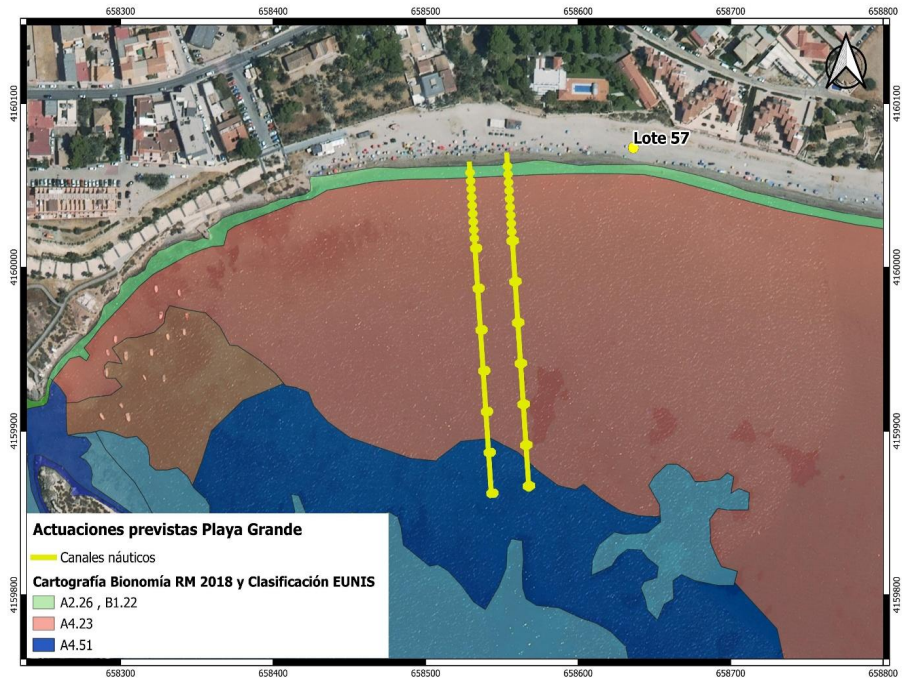 658300 658400 658500 658600 658700 658800
4160100 4160100
Lote 57
4160000 4160000
4159900 4159900
Actuaciones previstas Playa Grande
Canales náuticos
Cartografía Bionomía RM 2018 y Clasificación EUNIS
A2.26 , B1.22
A4.23
A4.51
4159800 4159800
658300 658400 658500 658600 658700 658800